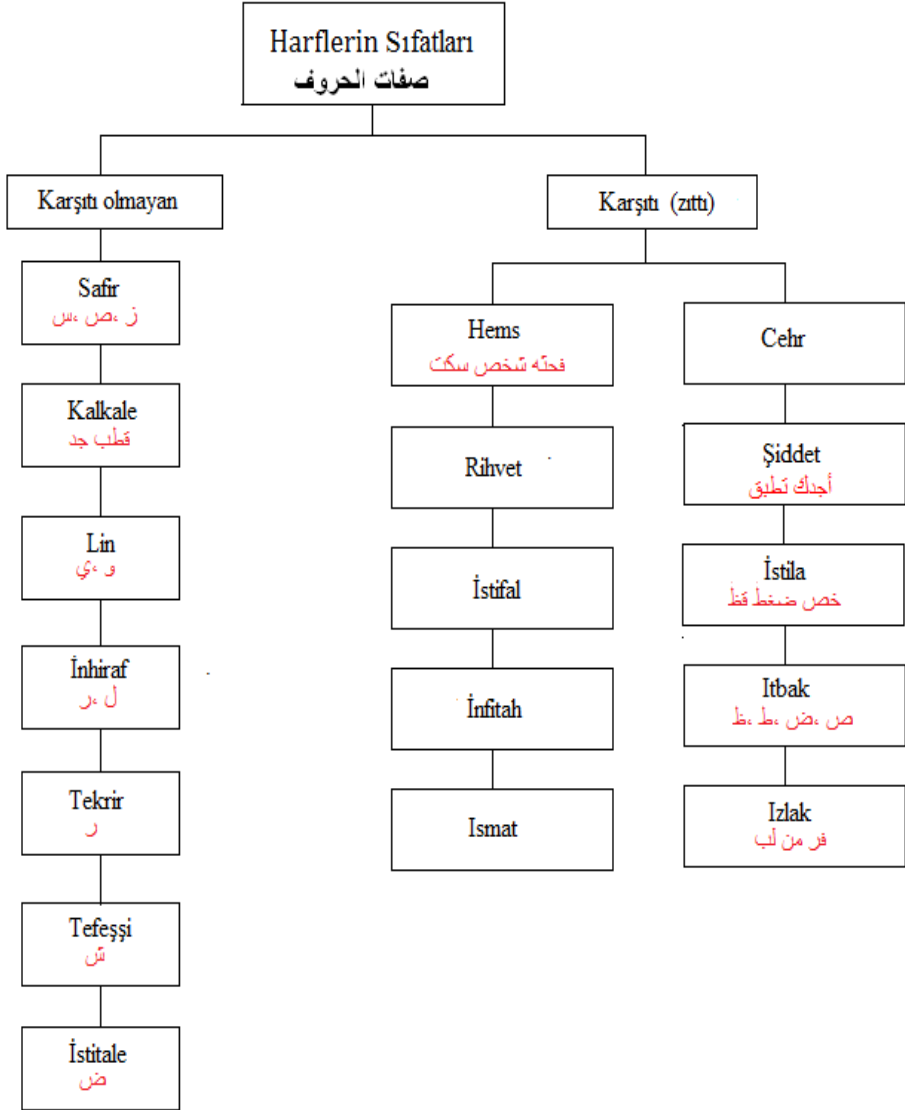 Harflerin Sıfatları
صفات الحروف
Karşıtı olmayan
Karşıtı (zıttı)
Safir
ز ،ص ،س
Kalkale
قطب جد
Lin
و ،ي
İnhiraf
ل ،ر
Tekrir
ر
Tefeşşi
ش
İstitale
ض
Hems
فحثه شخص سكت
Rihvet
İstifal
İnfitah
Ismat
Cehr
Şiddet
أجدك تطبق
İstila
خص ضغط قظ
Itbak
ص ،ض ،ط ،ظ
Izlak
فر من لب